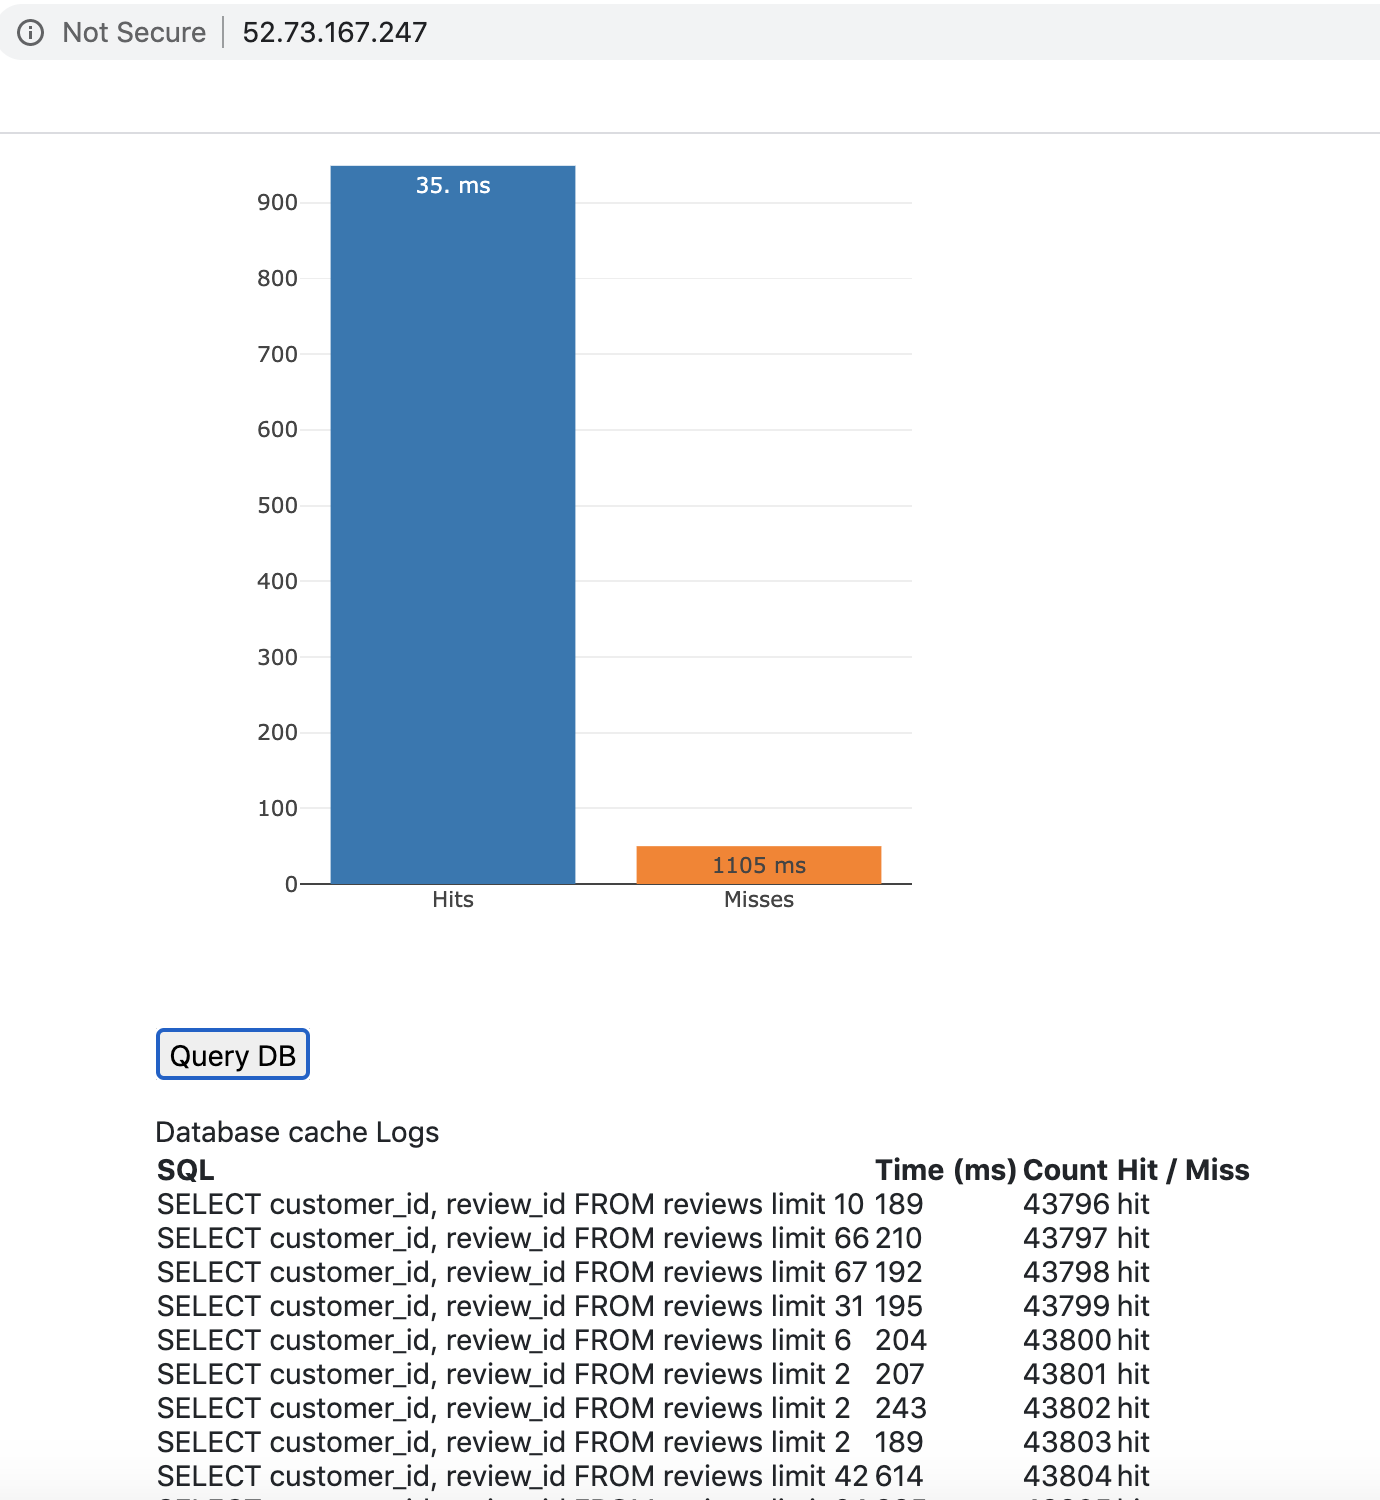 Not Secure 52.73.167.247
35. ms
900
800
700
600
500
400
300
200
100
1105 ms
0
Hits Misses
Query DB
Database cache Logs
SQL Time (ms) Count Hit / Miss
SELECT customer_id, review_id FROM reviews limit 10 189 43796 hit
SELECT customer_id, review_id FROM reviews limit 66 210 43797 hit
SELECT customer_id, review_id FROM reviews limit 67 192 43798 hit
SELECT customer_id, review_id FROM reviews limit 31 195 43799 hit
SELECT customer_id, review_id FROM reviews limit 6 204 43800 hit
SELECT customer_id, review_id FROM reviews limit 2 207 43801 hit
SELECT customer_id, review_id FROM reviews limit 2 243 43802 hit
SELECT customer_id, review_id FROM reviews limit 2 189 43803 hit
SELECT customer_id, review_id FROM reviews limit 42 614 43804 hit